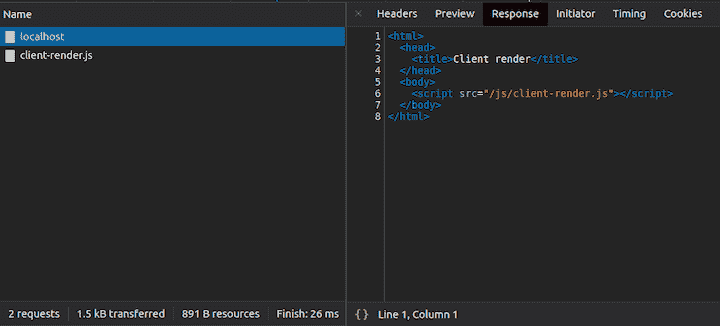 Name
localhost
client-render.js
2 requests 1.5 kB transferred 891 B resources Finish: 26 ms
× Headers Preview Response Initiator Timing Cookies
1 <html>
2   <head>
3     <title>Client render</title>
4   </head>
5   <body>
6     <script src="/js/client-render.js"></script>
7   </body>
8 </html>
{} Line 1, Column 1